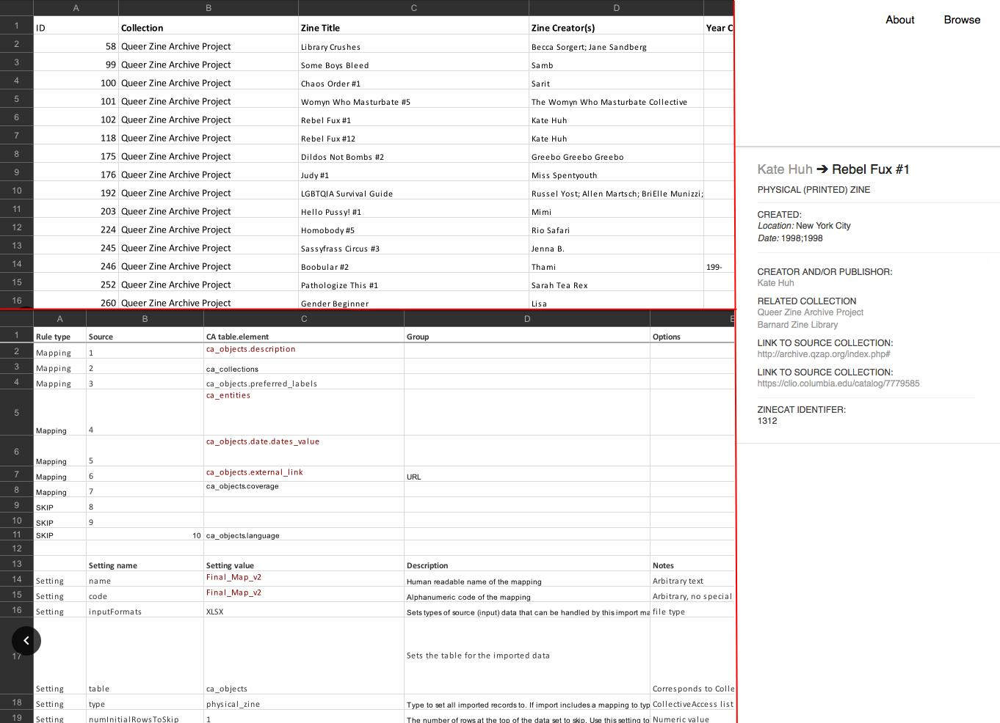 A B C D
1 ID Collection Zine Title Zine Creator(s) Year C
2 58 Queer Zine Archive Project Library Crushes Becca Sorgert; Jane Sandberg
3 99 Queer Zine Archive Project Some Boys Bleed Samb
4 100 Queer Zine Archive Project Chaos Order #1 Sarit
5 101 Queer Zine Archive Project Womyn Who Masturbate #5 The Womyn Who Masturbate Collective
6 102 Queer Zine Archive Project Rebel Fux #1 Kate Huh
7 118 Queer Zine Archive Project Rebel Fux #12 Kate Huh
8 175 Queer Zine Archive Project Dildos Not Bombs #2 Greebo Greebo Greebo
9 176 Queer Zine Archive Project Judy #1 Miss Spentyouth
10 192 Queer Zine Archive Project LGBTQIA Survival Guide Russel Yost; Allen Martsch; BriElle Munizzi;
11 203 Queer Zine Archive Project Hello Pussy! #1 Mimi
12 224 Queer Zine Archive Project Homobody #5 Rio Safari
13 245 Queer Zine Archive Project Sassyfrass Circus #3 Jenna B.
14 246 Queer Zine Archive Project Boobular #2 Thami 199-
15 252 Queer Zine Archive Project Pathologize This #1 Sarah Tea Rex
16 260 Queer Zine Archive Project Gender Beginner Lisa
A B C D E
1 Rule type Source CA table.element Group Options
2 Mapping 1 ca_objects.description
3 Mapping 2 ca_collections
4 Mapping 3 ca_objects.preferred_labels
5 Mapping 4 ca_entities
6 Mapping 5 ca_objects.date.dates_value
7 Mapping 6 ca_objects.external_link URL
8 Mapping 7 ca_objects.coverage
9 SKIP 8
10 SKIP 9
11 SKIP 10 ca_objects.language
12
13 Setting name Setting value Description Notes
14 Setting name Final_Map_v2 Human readable name of the mapping Arbitrary text
15 Setting code Final_Map_v2 Alphanumeric code of the mapping Arbitrary, no special
16 Setting inputFormats XLSX Sets types of source (input) data that can be handled by this import ma file type
17 Setting table ca_objects Sets the table for the imported data Corresponds to Colle
18 Setting type physical_zine Type to set all imported records to. If import includes a mapping to typ CollectiveAccess list
19 Setting numInitialRowsToSkip 1 The number of rows at the top of the data set to skip. Use this setting to Numeric value
About Browse
Kate Huh ➔ Rebel Fux #1
PHYSICAL (PRINTED) ZINE
CREATED:
Location: New York City
Date: 1998;1998
CREATOR AND/OR PUBLISHOR:
Kate Huh
RELATED COLLECTION
Queer Zine Archive Project
Barnard Zine Library
LINK TO SOURCE COLLECTION:
http://archive.qzap.org/index.php#
LINK TO SOURCE COLLECTION:
https://clio.columbia.edu/catalog/7779585
ZINECAT IDENTIFER:
1312